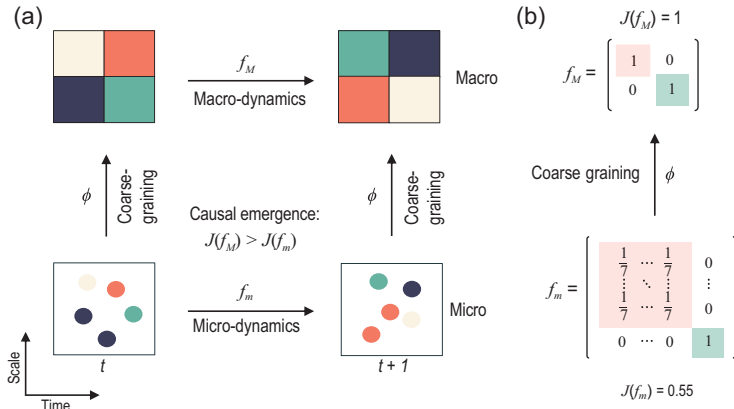 (a)
f_M
Macro-dynamics
Macro
ϕ
Coarse-
graining
Causal emergence:
J(f_M) > J(f_m)
ϕ
Coarse-
graining
f_m
Micro-dynamics
Micro
t
t + 1
Scale
Time
(b)
J(f_M) = 1
f_M =
1 0
0 1
Coarse graining
ϕ
f_m =
1/7 ⋯ 1/7 0
⋮ ⋱ ⋮ ⋮
1/7 ⋯ 1/7 0
0 ⋯ 0 1
J(f_m) = 0.55